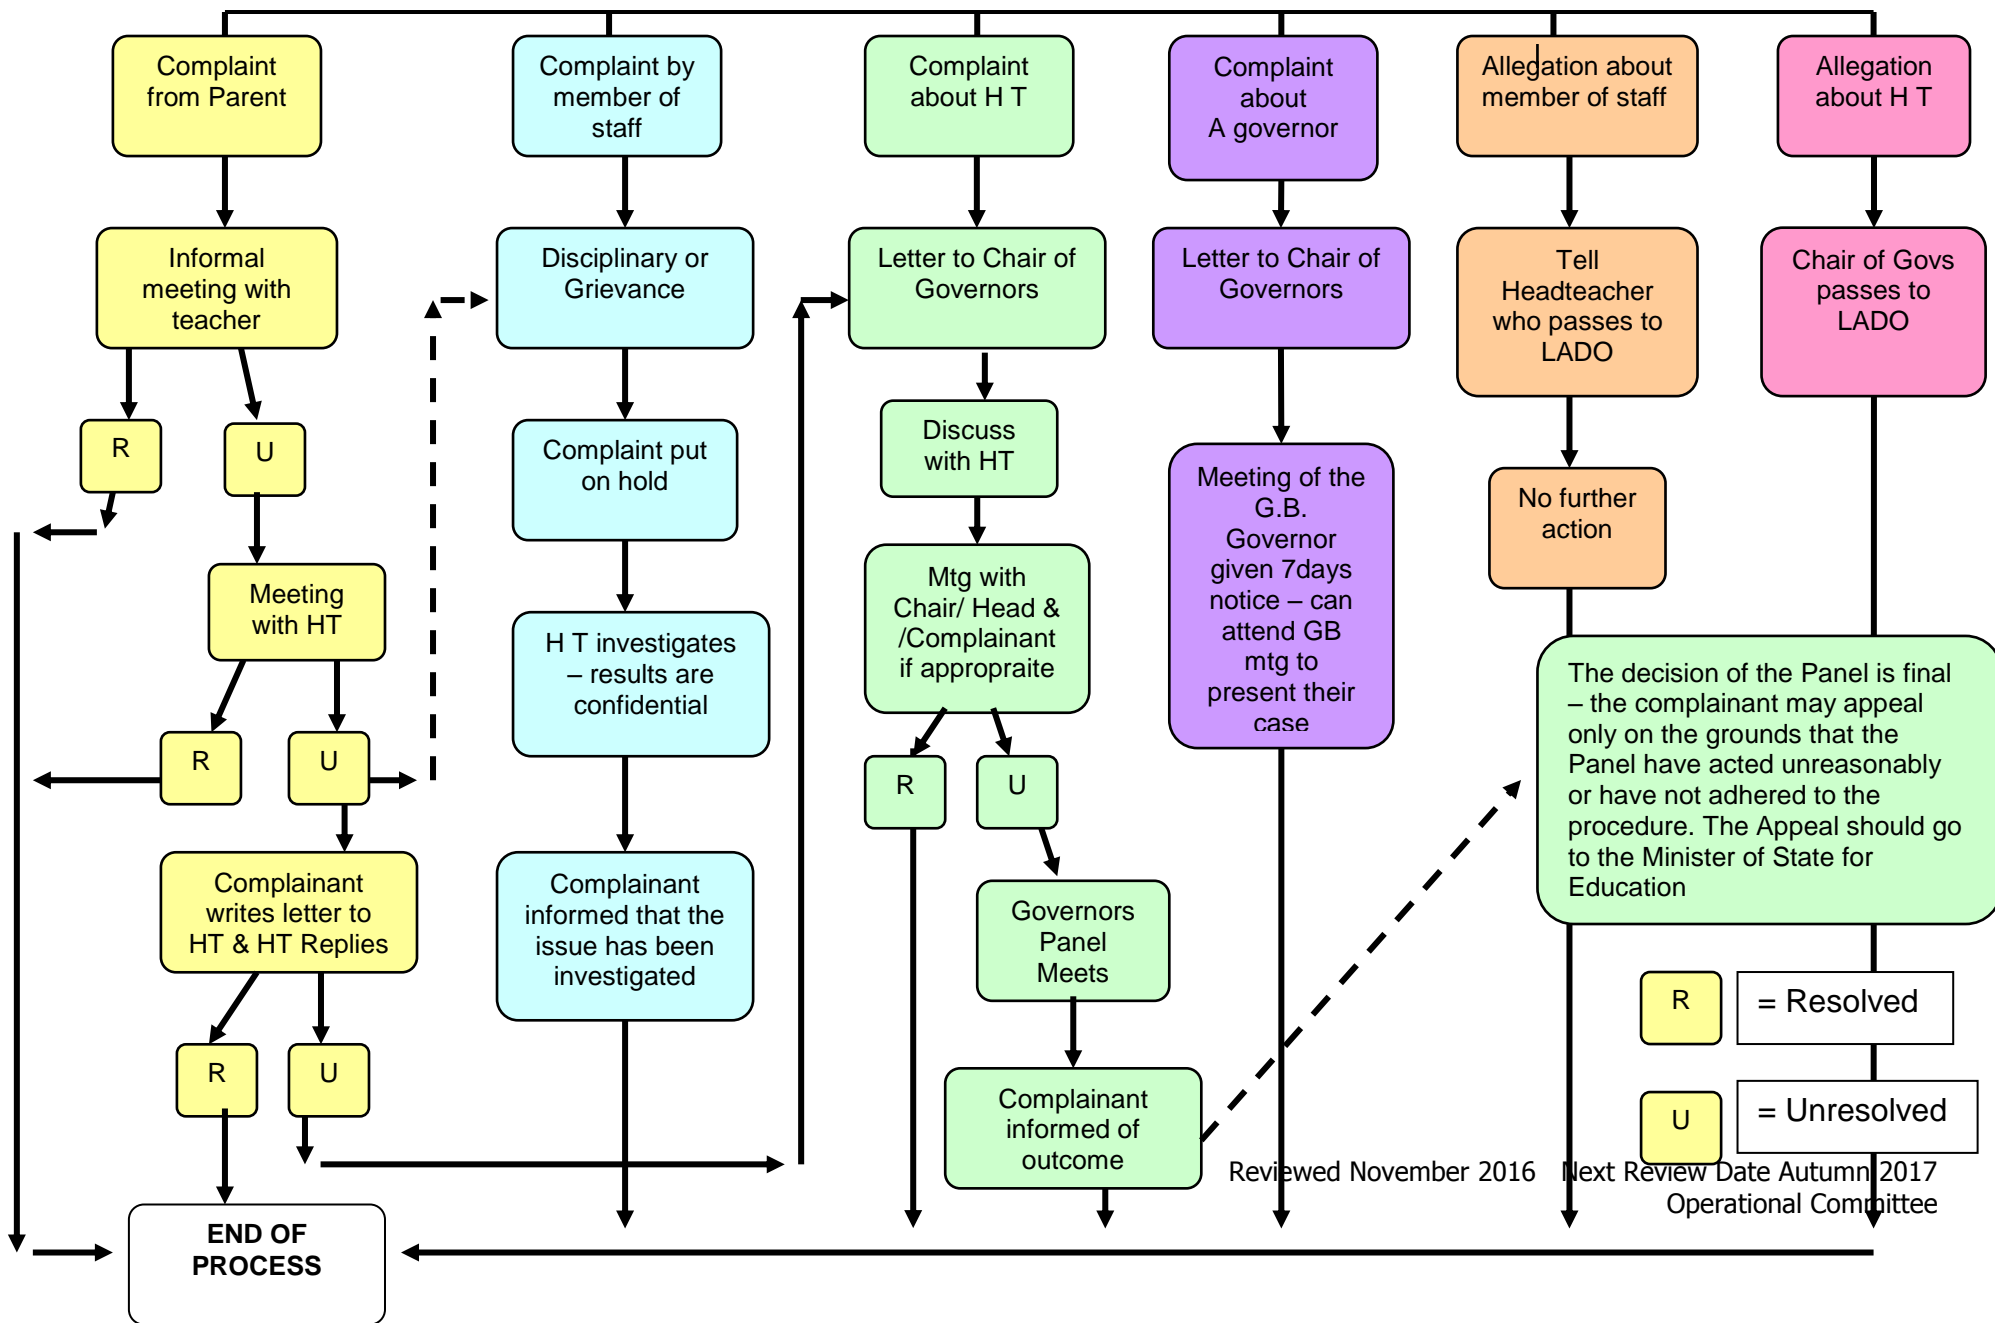 Complaint
from Parent
Complaint by
member of
staff
Complaint
about H T
Complaint
about
A governor
Allegation about
member of staff
Allegation
about H T
Informal
meeting with
teacher
Disciplinary or
Grievance
Letter to Chair of
Governors
Letter to Chair of
Governors
Tell
Headteacher
who passes to
LADO
Chair of Govs
passes to
LADO
R
U
Complaint put
on hold
Discuss
with HT
Meeting of the
G.B.
Governor
given 7days
notice – can
attend GB
mtg to
present their
case
No further
action
Meeting
with HT
H T investigates
– results are
confidential
Mtg with
Chair/ Head &
/Complainant
if appropraite
The decision of the Panel is final
– the complainant may appeal
only on the grounds that the
Panel have acted unreasonably
or have not adhered to the
procedure. The Appeal should go
to the Minister of State for
Education
R
U
R
U
Complainant
writes letter to
HT & HT Replies
Complainant
informed that the
issue has been
investigated
Governors
Panel
Meets
R
= Resolved
R
U
Complainant
informed of
outcome
U
= Unresolved
Reviewed November 2016 Next Review Date Autumn 2017
Operational Committee
END OF
PROCESS